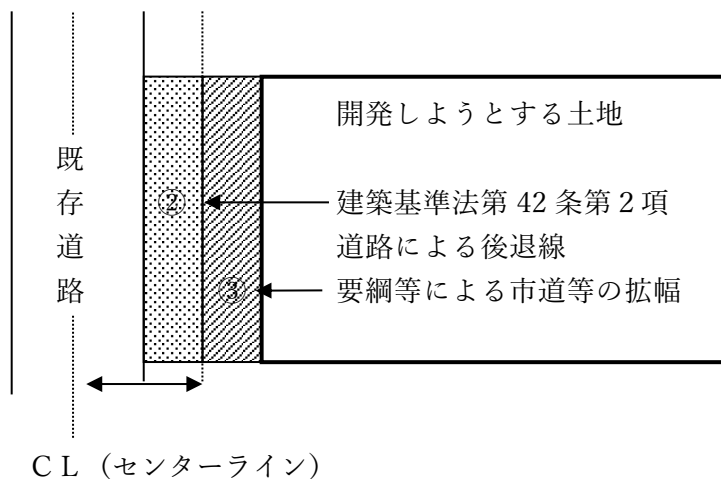 開発しようとする土地
既存道路
②
建築基準法第 42 条第 2 項
道路による後退線
③
要綱等による市道等の拡幅
ＣＬ（センターライン）